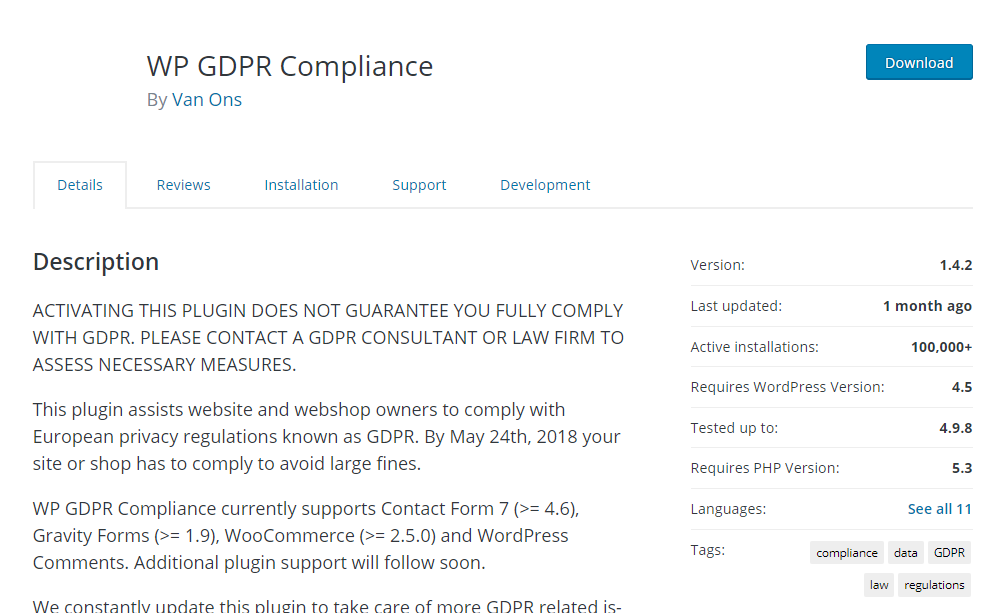 WP GDPR Compliance
By Van Ons
Download
Details
Reviews
Installation
Support
Development
Description
ACTIVATING THIS PLUGIN DOES NOT GUARANTEE YOU FULLY COMPLY
WITH GDPR. PLEASE CONTACT A GDPR CONSULTANT OR LAW FIRM TO
ASSESS NECESSARY MEASURES.
This plugin assists website and webshop owners to comply with
European privacy regulations known as GDPR. By May 24th, 2018 your
site or shop has to comply to avoid large fines.
WP GDPR Compliance currently supports Contact Form 7 (>= 4.6),
Gravity Forms (>= 1.9), WooCommerce (>= 2.5.0) and WordPress
Comments. Additional plugin support will follow soon.
We constantly update this plugin to take care of more GDPR related is-
Version: 1.4.2
Last updated: 1 month ago
Active installations: 100,000+
Requires WordPress Version: 4.5
Tested up to: 4.9.8
Requires PHP Version: 5.3
Languages: See all 11
Tags: compliance data GDPR
law regulations